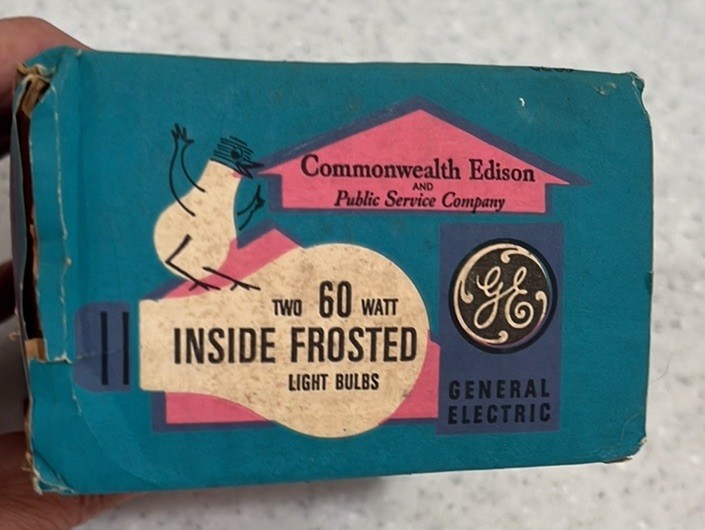 Commonwealth Edison
AND
Public Service Company
TWO 60 WATT
INSIDE FROSTED
LIGHT BULBS
GE
GENERAL
ELECTRIC